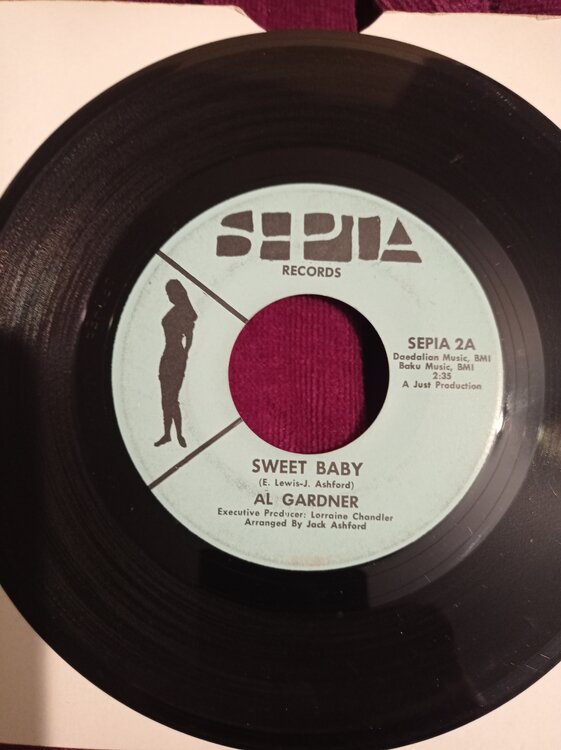 SEPIA
RECORDS
SEPIA 2A
Daedalian Music, BMI
Baku Music, BMI
2:35
A Just Production
SWEET BABY
(E. Lewis-J. Ashford)
AL GARDNER
Executive Producer: Lorraine Chandler
Arranged By Jack Ashford